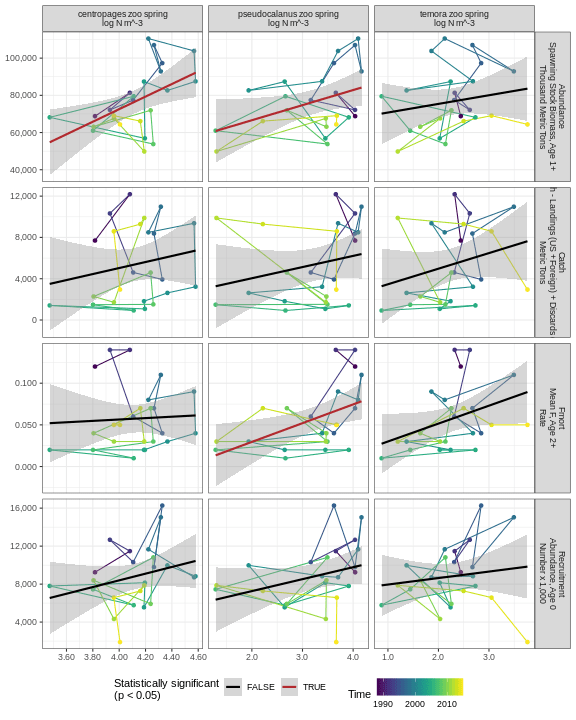 centropages zoo spring
log N m^-3
pseudocalanus zoo spring
log N m^-3
temora zoo spring
log N m^-3
100,000
80,000
60,000
40,000
Abundance
Spawning Stock Biomass, Age 1+
Thousand Metric Tons
12,000
8,000
4,000
0
Catch
h - Landings (US +Foreign) + Discards
Metric Tons
0.100
0.050
0.000
Fmort
Mean F, Age 2+
Rate
16,000
12,000
8,000
4,000
Recruitment
Abundance, Age 0
Number x 1,000
3.60 3.80 4.00 4.20 4.40 4.60
2.0 3.0 4.0
1.0 2.0 3.0
Statistically significant
(p < 0.05)
FALSE TRUE
Time
1990 2000 2010